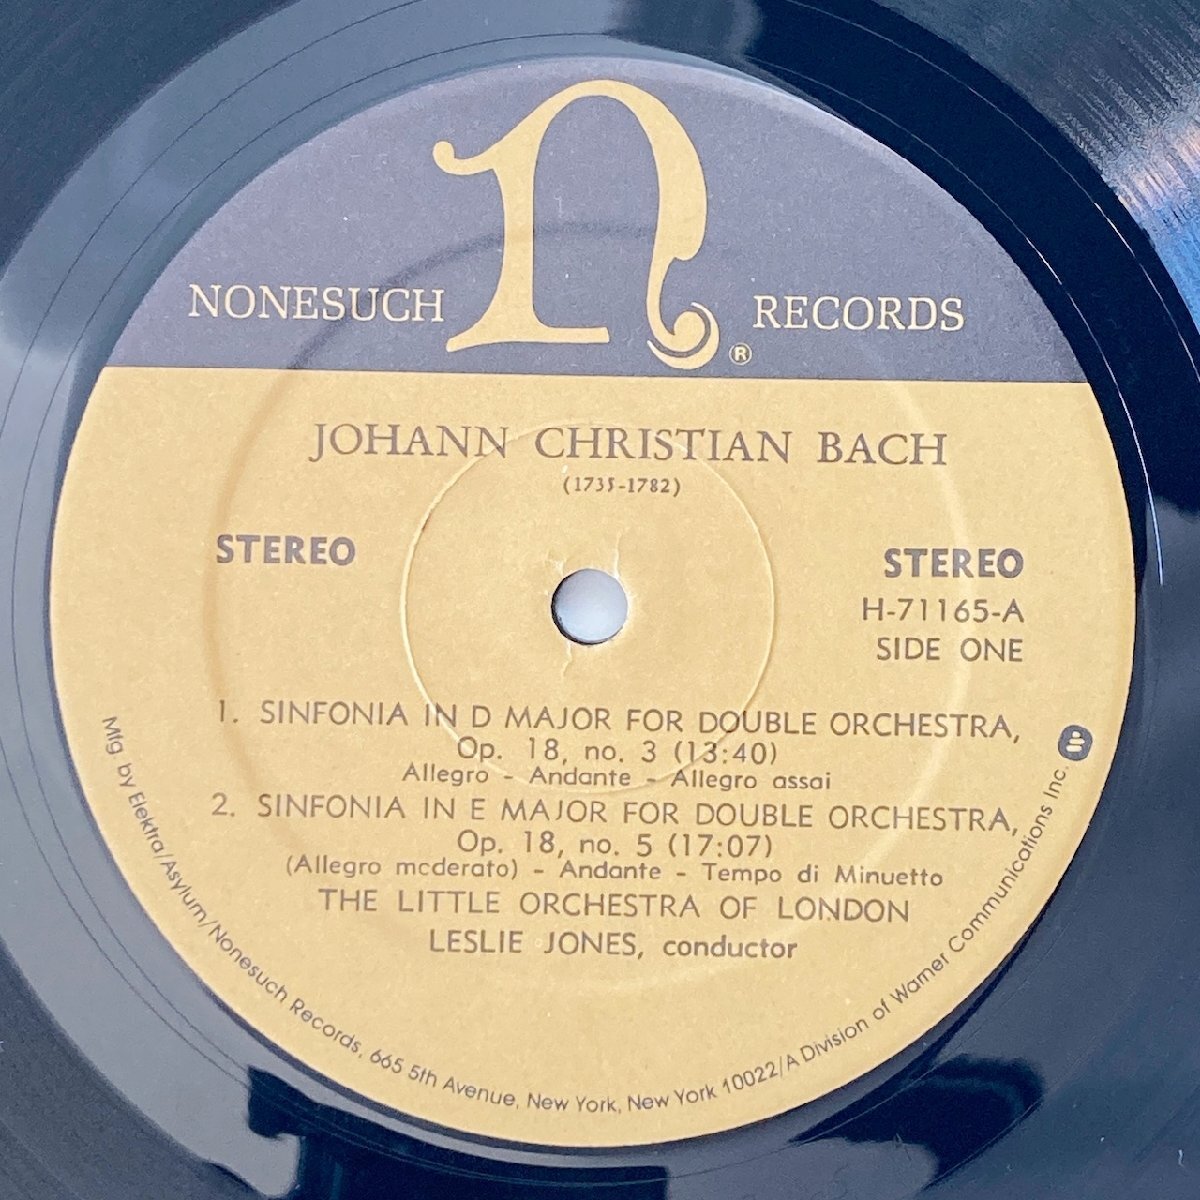 n
NONESUCH RECORDS ®
JOHANN CHRISTIAN BACH
(1735-1782)
STEREO
STEREO
H-71165-A
SIDE ONE
1. SINFONIA IN D MAJOR FOR DOUBLE ORCHESTRA,
Op. 18, no. 3 (13:40)
Allegro - Andante - Allegro assai
2. SINFONIA IN E MAJOR FOR DOUBLE ORCHESTRA,
Op. 18, no. 5 (17:07)
(Allegro mcderato) - Andante - Tempo di Minuetto
THE LITTLE ORCHESTRA OF LONDON
LESLIE JONES, conductor
Mfg by Elektra/Asylum/Nonesuch Records, 665 5th Avenue, New York, New York 10022/A Division of Warner Communications Inc.